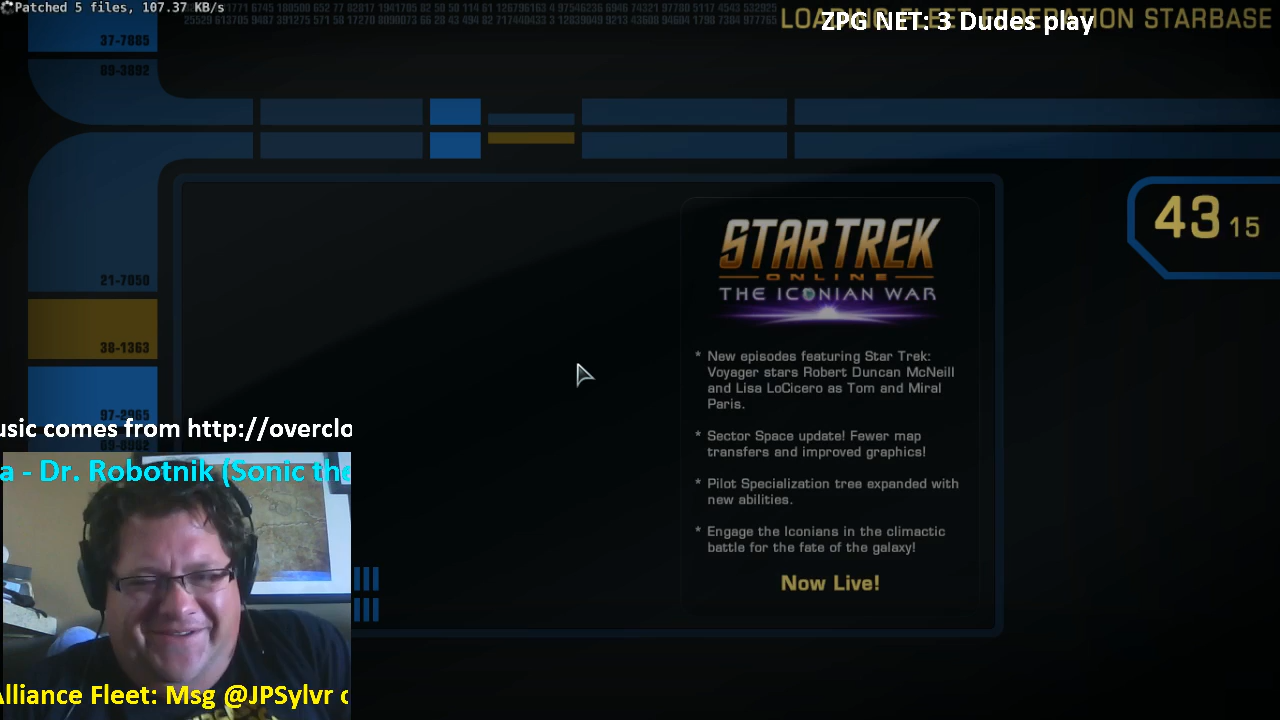 Patched 5 files, 107.37 KB/s
LOADING FLEET FEDERATION STARBASE
ZPG NET: 3 Dudes play
37-7885
89-3892
43 15
21-7050
38-1363
97-2965
STAR TREK
ONLINE
THE ICONIAN WAR
* New episodes featuring Star Trek:
Voyager stars Robert Duncan McNeill
and Lisa LoCicero as Tom and Miral
Paris.
* Sector Space update! Fewer map
transfers and improved graphics!
* Pilot Specialization tree expanded with
new abilities.
* Engage the Iconians in the climactic
battle for the fate of the galaxy!
Now Live!
usic comes from http://overclo
a - Dr. Robotnik (Sonic the
Alliance Fleet: Msg @JPSylvr